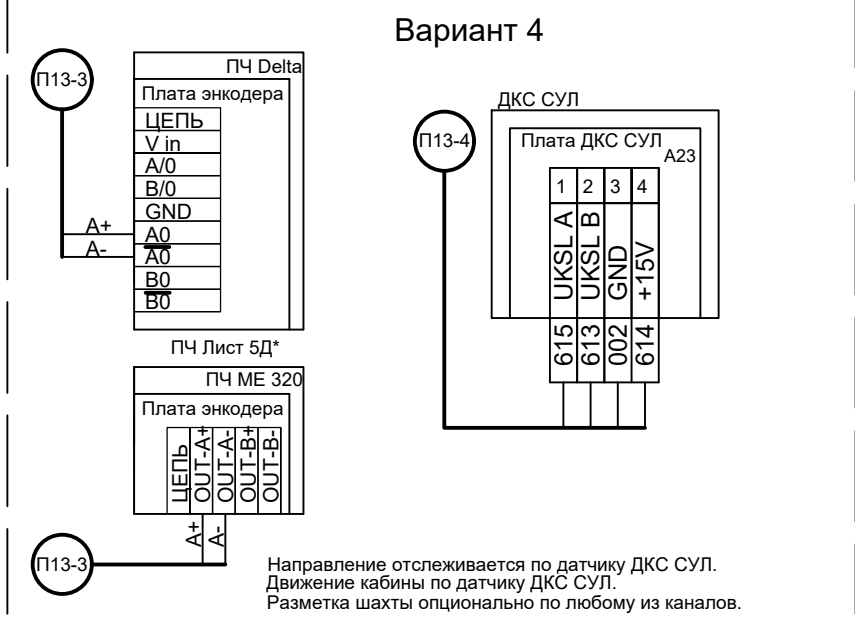 Вариант 4
П13-3
ПЧ Delta
Плата энкодера
ЦЕПЬ
V in
A/0
B/0
GND
A+
A0
A-
A0
B0
B0
ПЧ Лист 5Д*
ПЧ ME 320
Плата энкодера
ЦЕПЬ
OUT-A+
OUT-A-
OUT-B+
OUT-B-
A+
A-
П13-3
ДКС СУЛ
П13-4
Плата ДКС СУЛ
A23
1 2 3 4
UKSL A
UKSL B
GND
+15V
615
613
002
614
Направление отслеживается по датчику ДКС СУЛ.
Движение кабины по датчику ДКС СУЛ.
Разметка шахты опционально по любому из каналов.